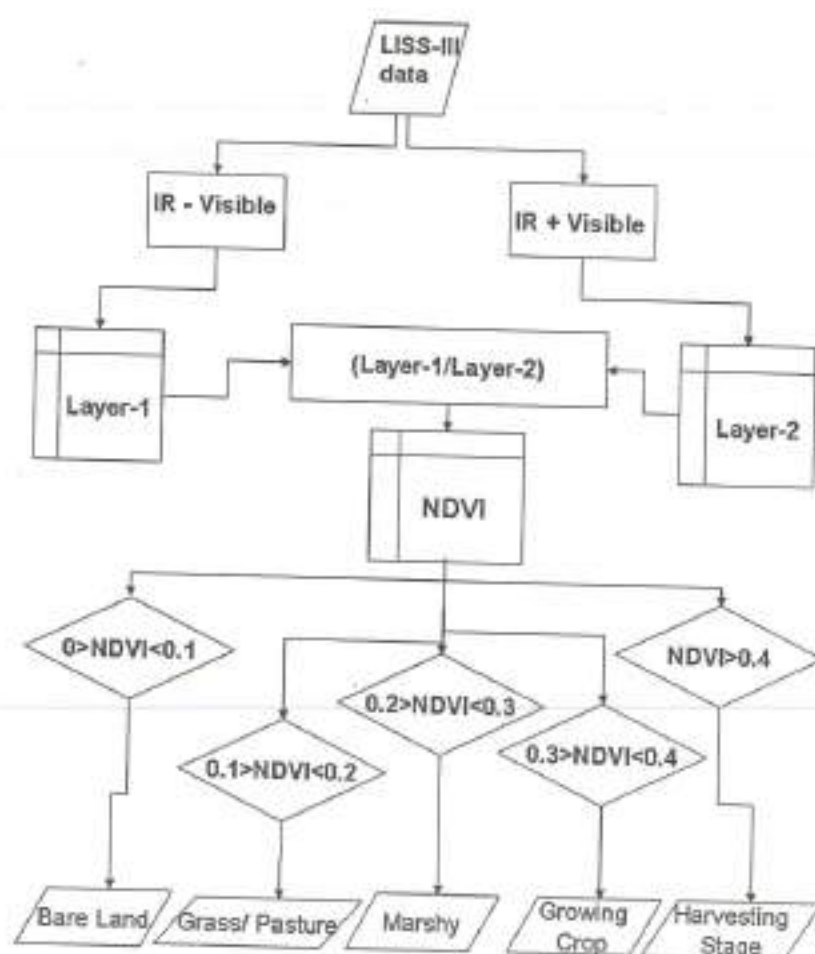 LISS-III
data
IR - Visible
IR + Visible
Layer-1
(Layer-1/Layer-2)
Layer-2
NDVI
0>NDVI<0.1
0.1>NDVI<0.2
0.2>NDVI<0.3
0.3>NDVI<0.4
NDVI>0.4
Bare Land
Grass/ Pasture
Marshy
Growing
Crop
Harvesting
Stage